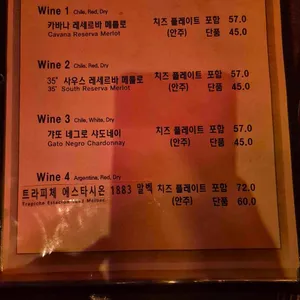 Wine 1 Chile, Red, Dry
카바나 레세르바 메를로 치즈 플레이트 포함 57.0
Cavana Reserva Merlot (안주) 단품 45.0
Wine 2 Chile, Red, Dry
35˚ 사우스 레세르바 메를로 치즈 플레이트 포함 57.0
35˚ South Reserva Merlot (안주) 단품 45.0
Wine 3 Chile, White, Dry
갸또 네그로 샤도네이 치즈 플레이트 포함 57.0
Gato Negro Chardonnay (안주) 단품 45.0
Wine 4 Argentina, Red, Dry
트라피체 에스타시온 1883 말벡 치즈 플레이트 포함 72.0
Trapiche Malbec (안주) 단품 60.0